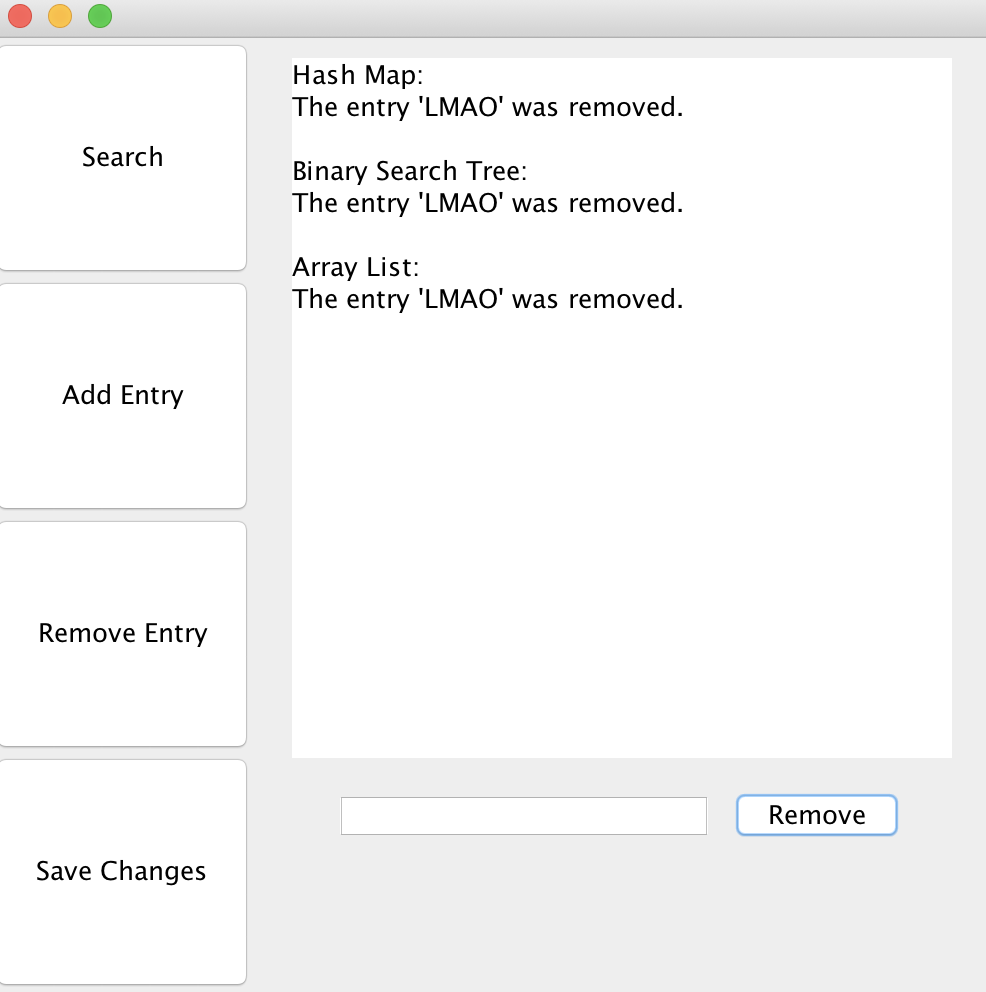 Search
Add Entry
Remove Entry
Save Changes
Hash Map:
The entry 'LMAO' was removed.
Binary Search Tree:
The entry 'LMAO' was removed.
Array List:
The entry 'LMAO' was removed.
Remove